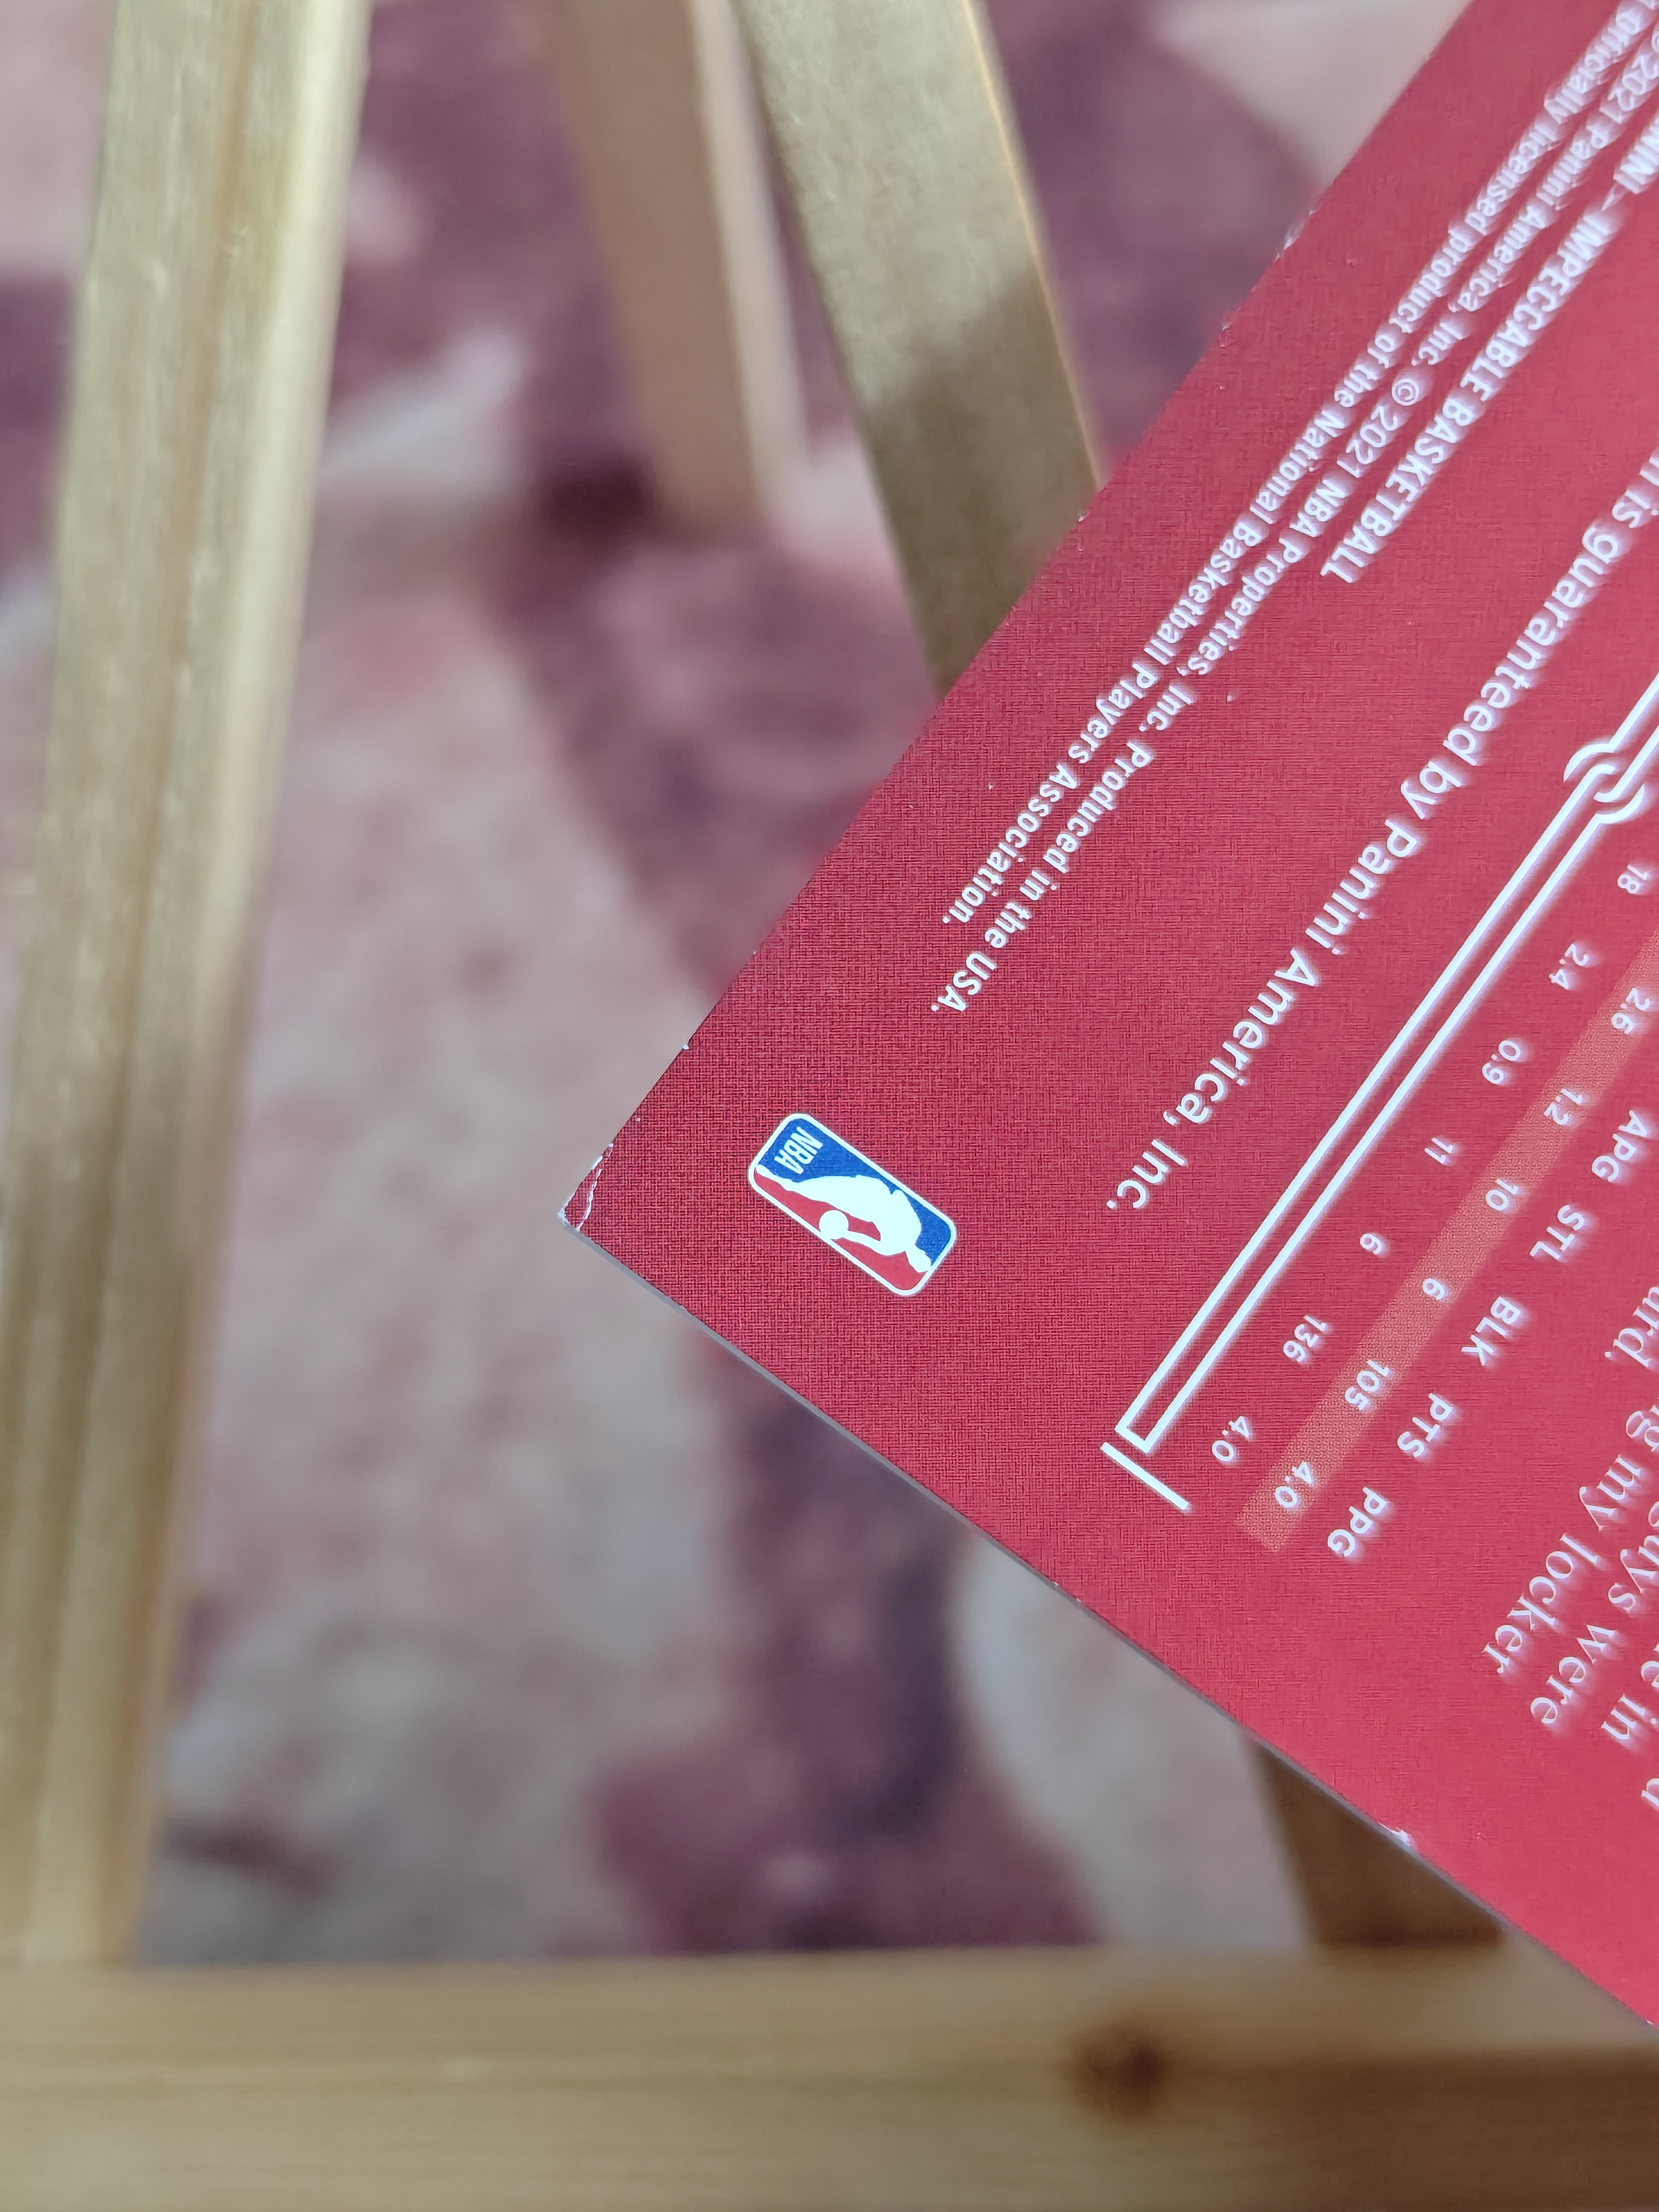 in
were
my locker
APG STL BLK PTS PPG
2.6 1.2 10 6 105 4.0
18 2.4 0.9 11 6 136 4.0
is guaranteed by Panini America, Inc.
– IMPECCABLE BASKETBALL
© 2021 Panini America, Inc. © 2021 NBA Properties, Inc. Produced in the USA.
Officially licensed product of the National Basketball Players Association.
NBA